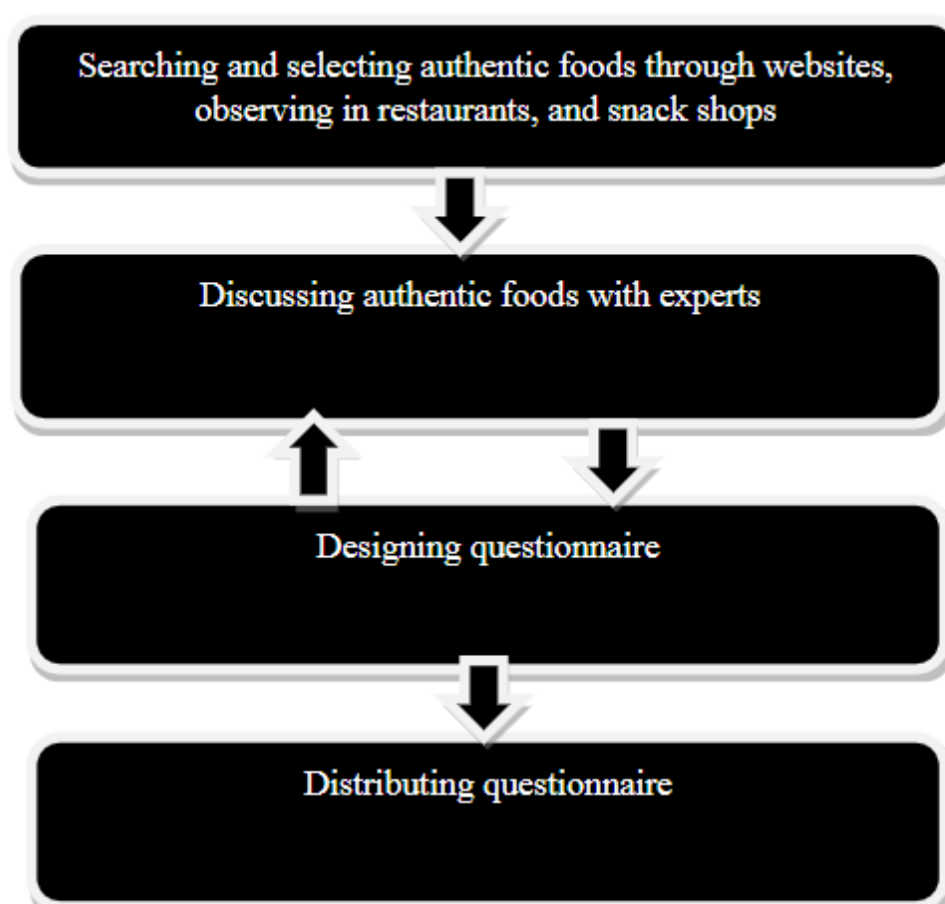 Searching and selecting authentic foods through websites,
observing in restaurants, and snack shops
Discussing authentic foods with experts
Designing questionnaire
Distributing questionnaire